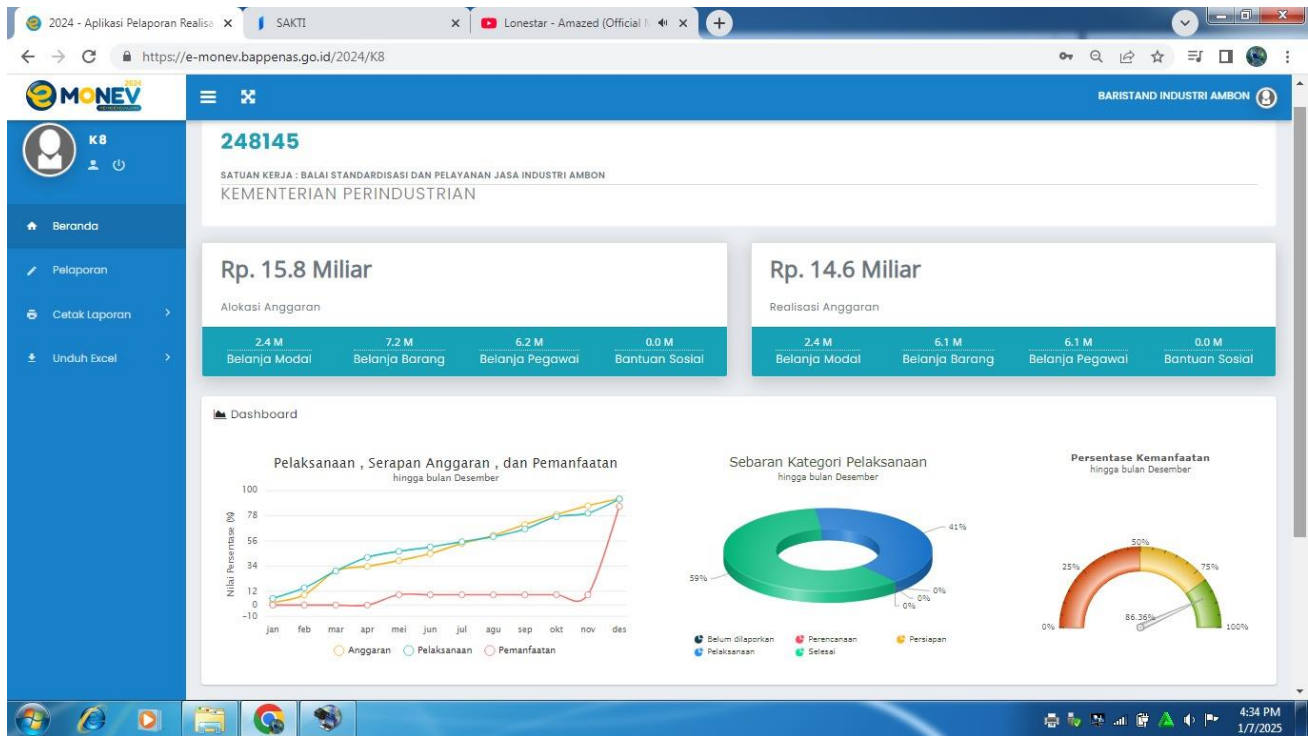 2024 - Aplikasi Pelaporan Realisa
SAKTI
Lonestar - Amazed (Official
https://e-monev.bappenas.go.id/2024/K8
eMONEV
2024
BARISTAND INDUSTRI AMBON
K8
248145
SATUAN KERJA : BALAI STANDARDISASI DAN PELAYANAN JASA INDUSTRI AMBON
KEMENTERIAN PERINDUSTRIAN
Beranda
Pelaporan
Cetak Laporan
Unduh Excel
Rp. 15.8 Miliar
Alokasi Anggaran
2.4 M 7.2 M 6.2 M 0.0 M
Belanja Modal Belanja Barang Belanja Pegawai Bantuan Sosial
Rp. 14.6 Miliar
Realisasi Anggaran
2.4 M 6.1 M 6.1 M 0.0 M
Belanja Modal Belanja Barang Belanja Pegawai Bantuan Sosial
Dashboard
Pelaksanaan , Serapan Anggaran , dan Pemanfaatan
hingga bulan Desember
Nilai Persentase (%)
100
78
56
34
12
0
-10
jan feb mar apr mei jun jul agu sep okt nov des
Anggaran Pelaksanaan Pemanfaatan
Sebaran Kategori Pelaksanaan
hingga bulan Desember
41%
59%
0%
0%
0%
Belum dilaporkan Perencanaan Persiapan
Pelaksanaan Selesai
Persentase Kemanfaatan
hingga bulan Desember
50%
25% 75%
86.36%
0% 100%
4:34 PM
1/7/2025